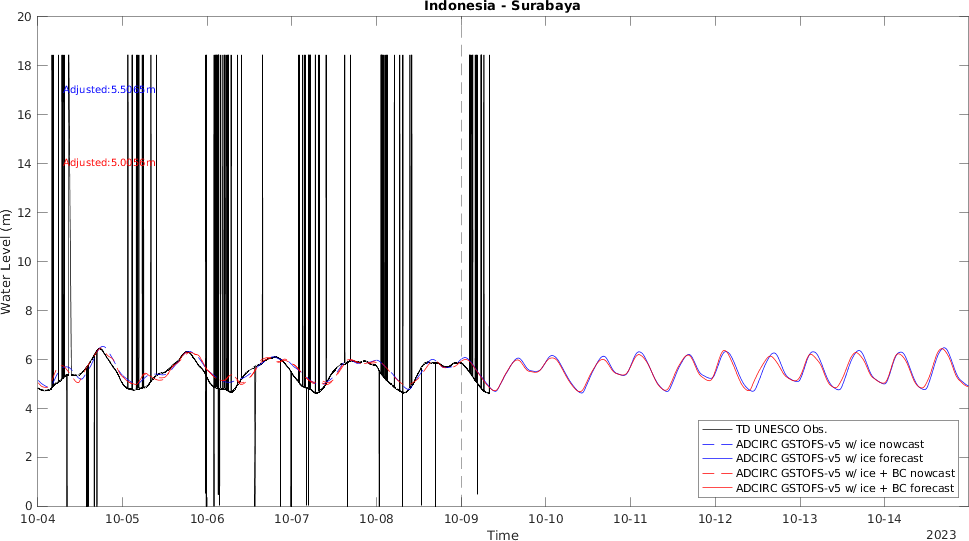 Indonesia - Surabaya
20
18
16
14
12
10
8
6
4
2
0
Water Level (m)
Adjusted:5.5065m
Adjusted:5.0056m
TD UNESCO Obs.
ADCIRC GSTOFS-v5 w/ ice nowcast
ADCIRC GSTOFS-v5 w/ ice forecast
ADCIRC GSTOFS-v5 w/ ice + BC nowcast
ADCIRC GSTOFS-v5 w/ ice + BC forecast
10-04 10-05 10-06 10-07 10-08 10-09 10-10 10-11 10-12 10-13 10-14
Time
2023